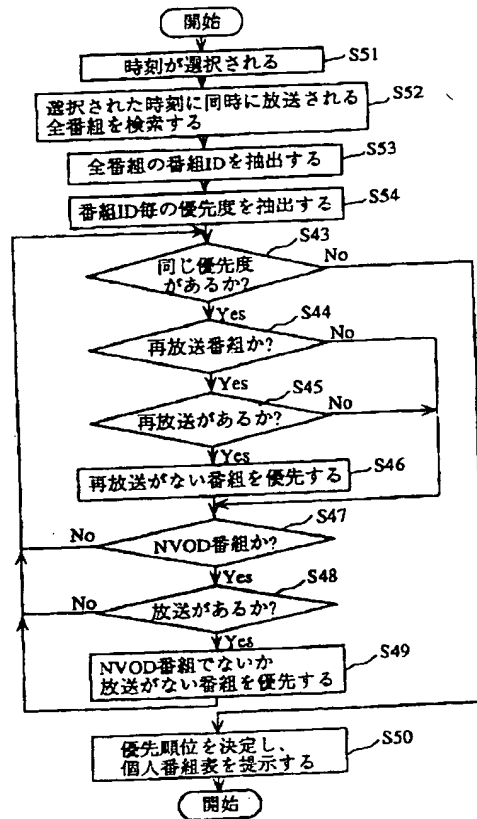 開始
時刻が選択される
S51
選択された時刻に同時に放送される
全番組を検索する
S52
全番組の番組IDを抽出する
S53
番組ID毎の優先度を抽出する
S54
同じ優先度
があるか?
S43
No
Yes
再放送番組か?
S44
No
Yes
再放送があるか?
S45
No
Yes
再放送がない番組を優先する
S46
NVOD番組か?
S47
No
Yes
放送があるか?
S48
No
Yes
NVOD番組でないか
放送がない番組を優先する
S49
優先順位を決定し、
個人番組表を提示する
S50
開始